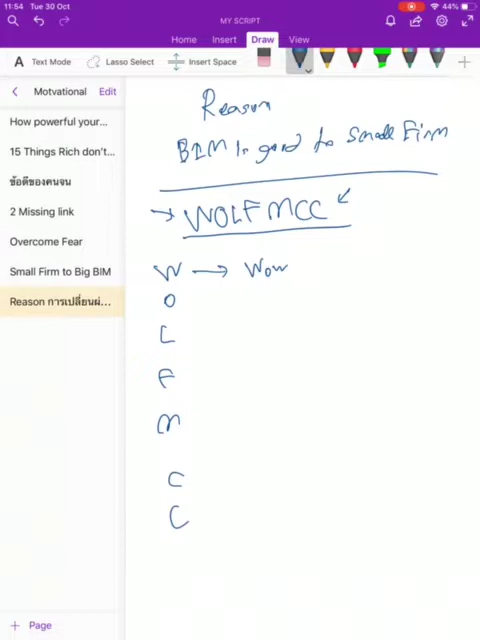 11:54 Tue 30 Oct 44%
MY SCRIPT
Home Insert Draw View
A Text Mode Lasso Select Insert Space
Motvational Edit
How powerful your...
15 Things Rich don't...
ข้อดีของคนจน
2 Missing link
Overcome Fear
Small Firm to Big BIM
Reason การเปลี่ยนผ่...
+ Page
Reason
BIM is good to small Firm
→ WOLFMCC
W → Wow
O
L
F
M
C
C